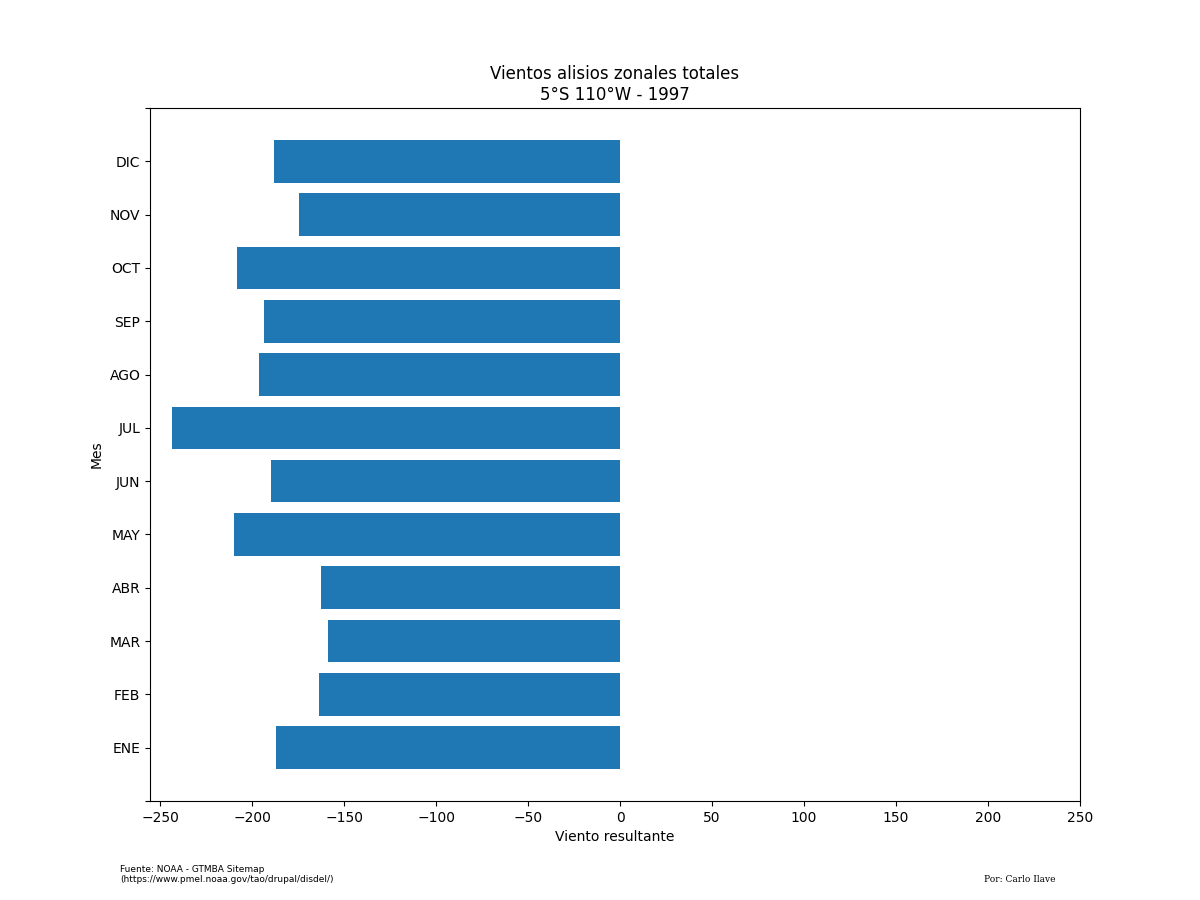 Vientos alisios zonales totales
5°S 110°W - 1997
DIC
NOV
OCT
SEP
AGO
JUL
JUN
MAY
ABR
MAR
FEB
ENE
Mes
−250 −200 −150 −100 −50 0 50 100 150 200 250
Viento resultante
Fuente: NOAA - GTMBA Sitemap
(https://www.pmel.noaa.gov/tao/drupal/disdel/)
Por: Carlo Ilave